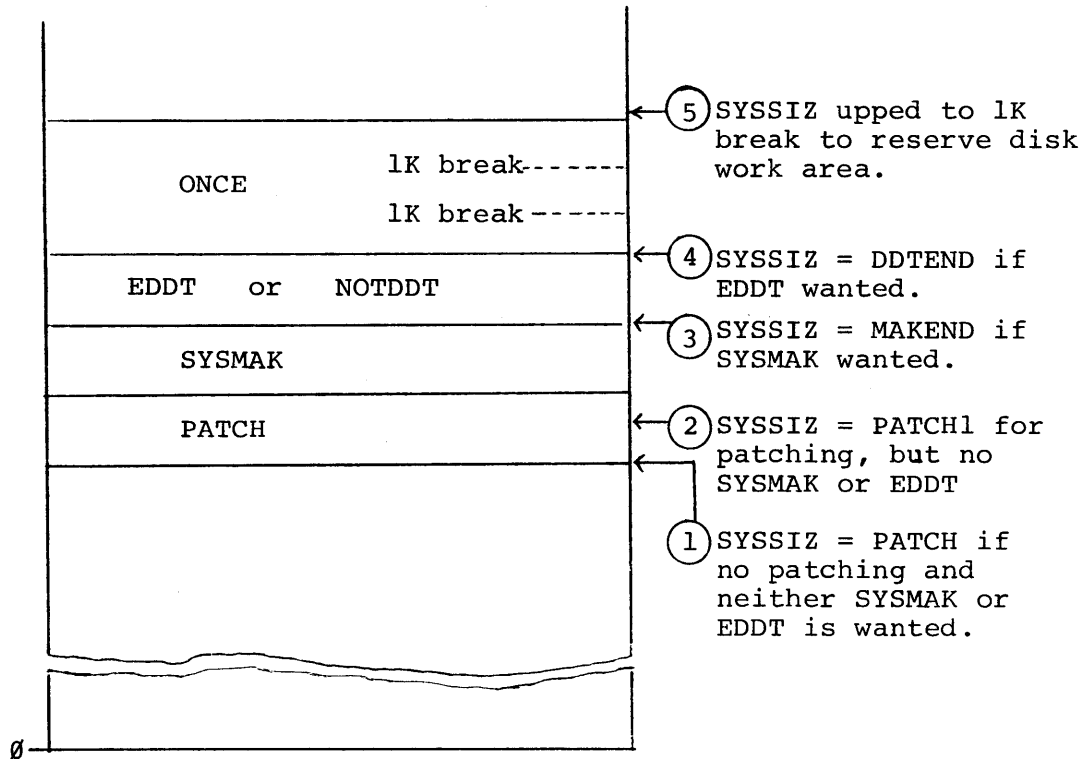 5 SYSSIZ upped to 1K
break to reserve disk
work area.
1K break
ONCE
1K break
4 SYSSIZ = DDTEND if
EDDT wanted.
EDDT or NOTDDT
3 SYSSIZ = MAKEND if
SYSMAK wanted.
SYSMAK
2 SYSSIZ = PATCH1 for
patching, but no
SYSMAK or EDDT
PATCH
1 SYSSIZ = PATCH if
no patching and
neither SYSMAK or
EDDT is wanted.
Ø